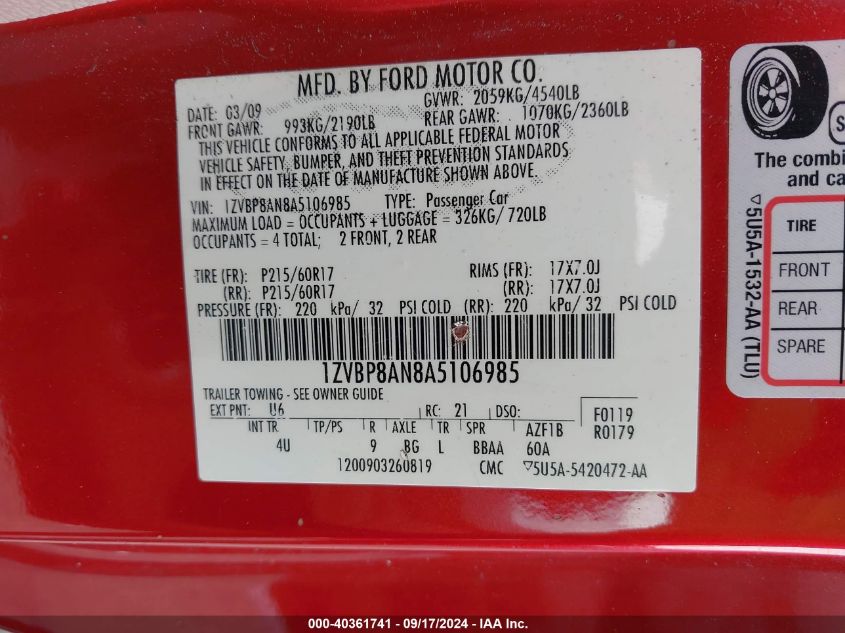 MFD. BY FORD MOTOR CO.
DATE: 03/09 GVWR: 2059KG/4540LB
FRONT GAWR: 993KG/2190LB REAR GAWR: 1070KG/2360LB
THIS VEHICLE CONFORMS TO ALL APPLICABLE FEDERAL MOTOR
VEHICLE SAFETY, BUMPER, AND THEFT PREVENTION STANDARDS
IN EFFECT ON THE DATE OF MANUFACTURE SHOWN ABOVE.
VIN: 1ZVBP8AN8A5106985 TYPE: Passenger Car
MAXIMUM LOAD = OCCUPANTS + LUGGAGE = 326KG/ 720LB
OCCUPANTS = 4 TOTAL; 2 FRONT, 2 REAR
TIRE (FR): P215/60R17 RIMS (FR): 17X7.0J
(RR): P215/60R17 (RR): 17X7.0J
PRESSURE (FR): 220 kPa/ 32 PSI COLD (RR): 220 kPa/ 32 PSI COLD
1ZVBP8AN8A5106985
TRAILER TOWING - SEE OWNER GUIDE
EXT PNT: U6 RC: 21 DSO: F0119
INT TR TP/PS R AXLE TR SPR AZF1B R0179
4U 9 BG L BBAA 60A
1200903260819 CMC ▽5U5A-5420472-AA
The combi
and ca
▽5U5A-1532-AA (TLU)
TIRE
FRONT
REAR
SPARE
000-40361741 - 09/17/2024 - IAA Inc.